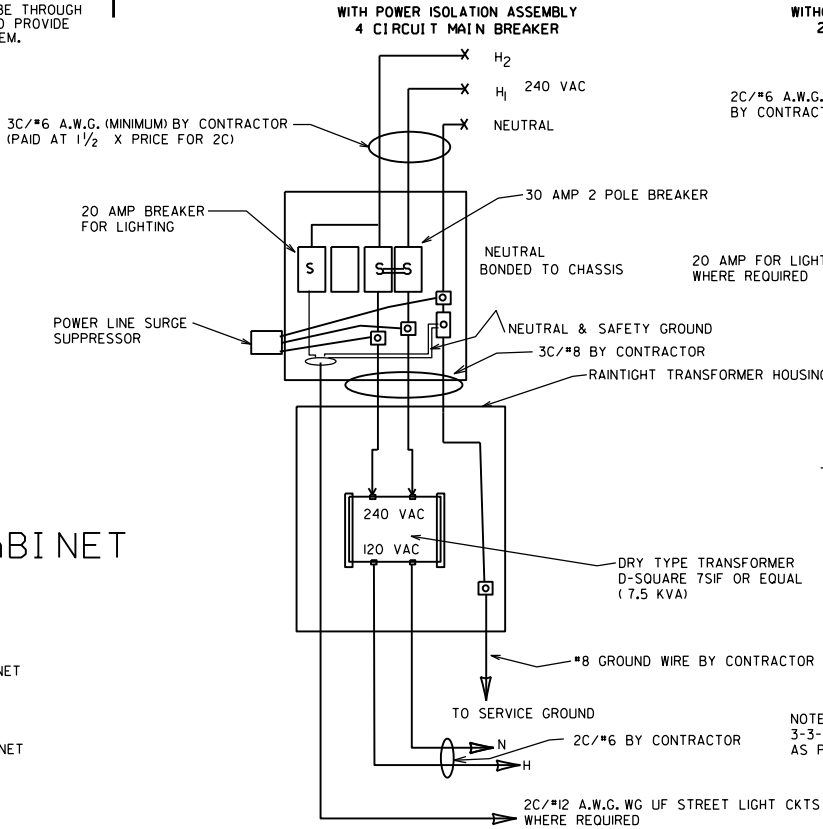 BE THROUGH
PROVIDE
EM.
WITH POWER ISOLATION ASSEMBLY
4 CIRCUIT MAIN BREAKER
2
H2
H1 240 VAC
NEUTRAL
2C/#6 A.W.G.
BY CONTRACT
3C/#6 A.W.G. (MINIMUM) BY CONTRACTOR
(PAID AT 1 1/2 X PRICE FOR 2C)
30 AMP 2 POLE BREAKER
20 AMP BREAKER
FOR LIGHTING
NEUTRAL
BONDED TO CHASSIS
20 AMP FOR LIGHT
WHERE REQUIRED
S
S S
POWER LINE SURGE
SUPPRESSOR
NEUTRAL & SAFETY GROUND
3C/#8 BY CONTRACTOR
RAINTIGHT TRANSFORMER HOUSING
240 VAC
120 VAC
BINET
DRY TYPE TRANSFORMER
D-SQUARE 7SIF OR EQUAL
(7.5 KVA)
NET
#8 GROUND WIRE BY CONTRACTOR
TO SERVICE GROUND
NOTE
3-3-
AS P
NET
N
2C/#6 BY CONTRACTOR
H
2C/#12 A.W.G. WG UF STREET LIGHT CKTS
WHERE REQUIRED